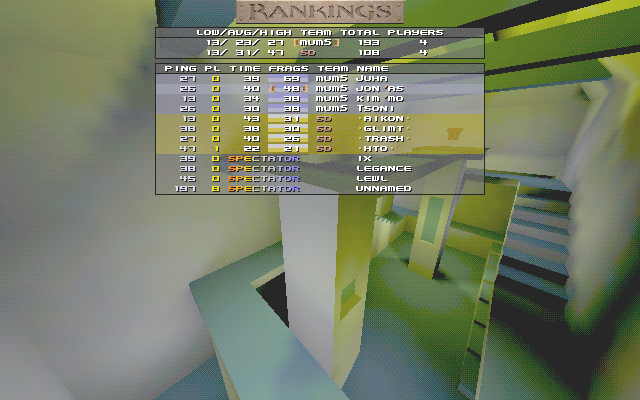 RANKINGS
LOW/AVG/HIGH TEAM TOTAL PLAYERS
13/ 23/ 27 [mumS] 193 4
13/ 31/ 47 SD 108 4
PING PL TIME FRAGS TEAM NAME
27 0 39 69 mumS JUHA
26 0 40 [ 48 ] mumS JON'AS
13 0 34 38 mumS KIM'MO
26 0 30 38 mumS TSONI
13 0 43 31 SD ·AIKON·
38 0 38 30 SD ·GLIMT·
27 0 40 26 SD ·TRASH·
47 1 22 21 SD ·HTO·
39 0 SPECTATOR IX
38 0 SPECTATOR LEGANCE
45 0 SPECTATOR LEWL
197 8 SPECTATOR UNNAMED